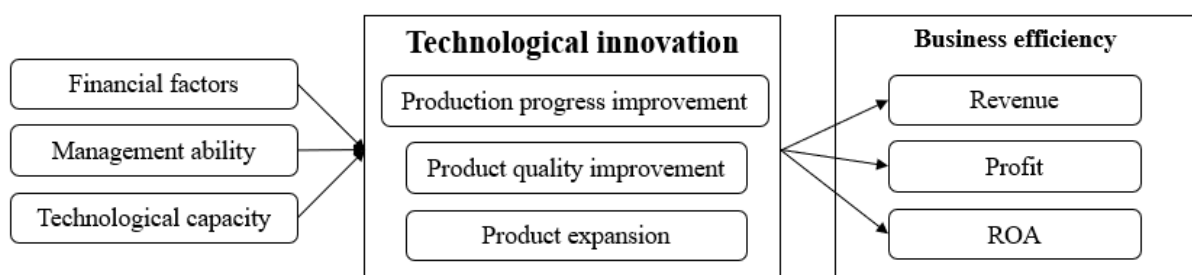 Financial factors
Management ability
Technological capacity
Technological innovation
Production progress improvement
Product quality improvement
Product expansion
Business efficiency
Revenue
Profit
ROA